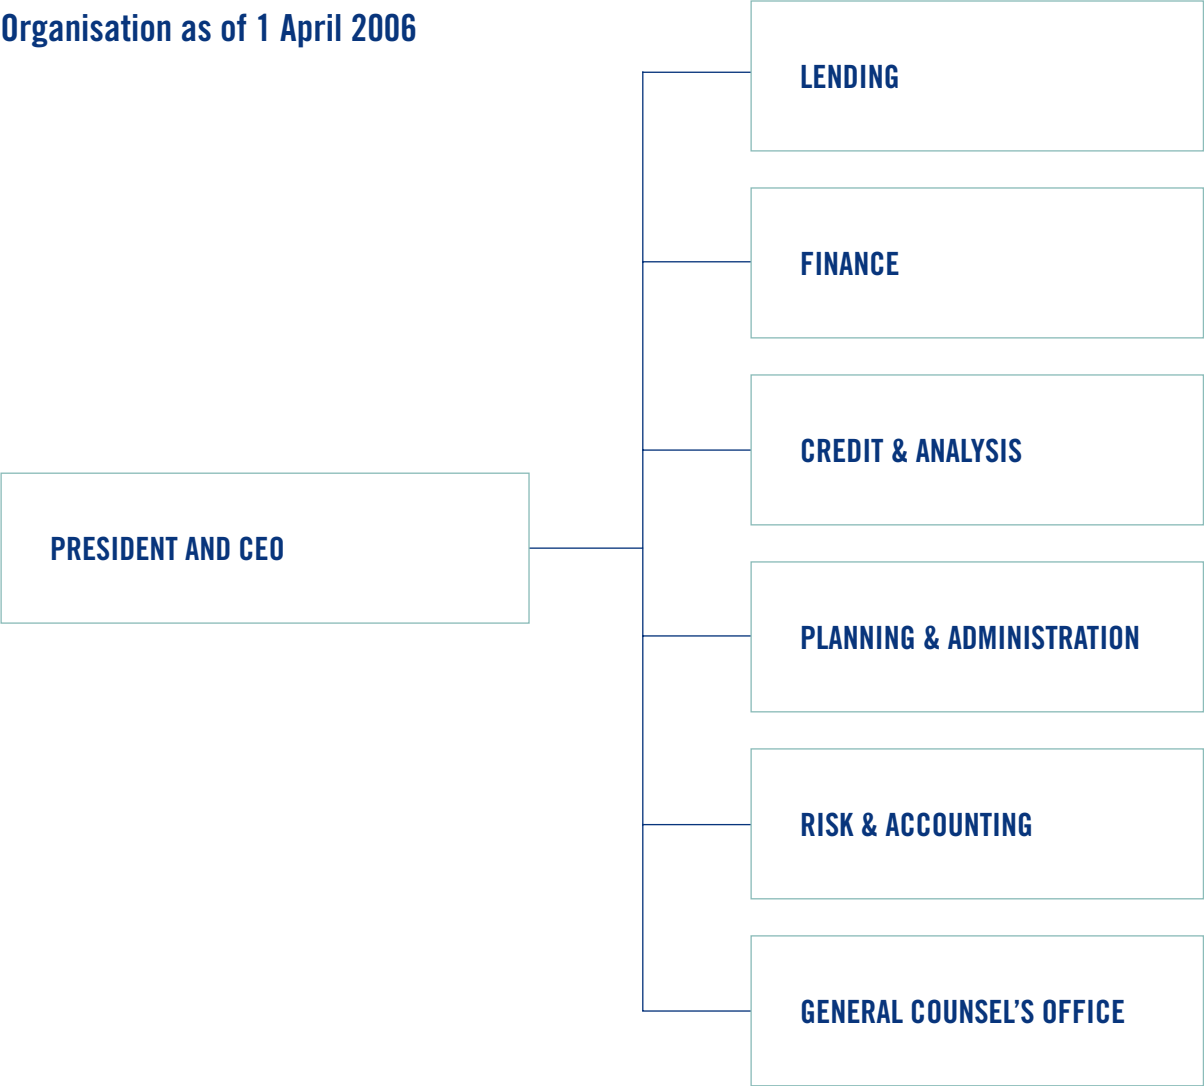 Organisation as of 1 April 2006
LENDING
FINANCE
CREDIT & ANALYSIS
PRESIDENT AND CEO
PLANNING & ADMINISTRATION
RISK & ACCOUNTING
GENERAL COUNSEL’S OFFICE